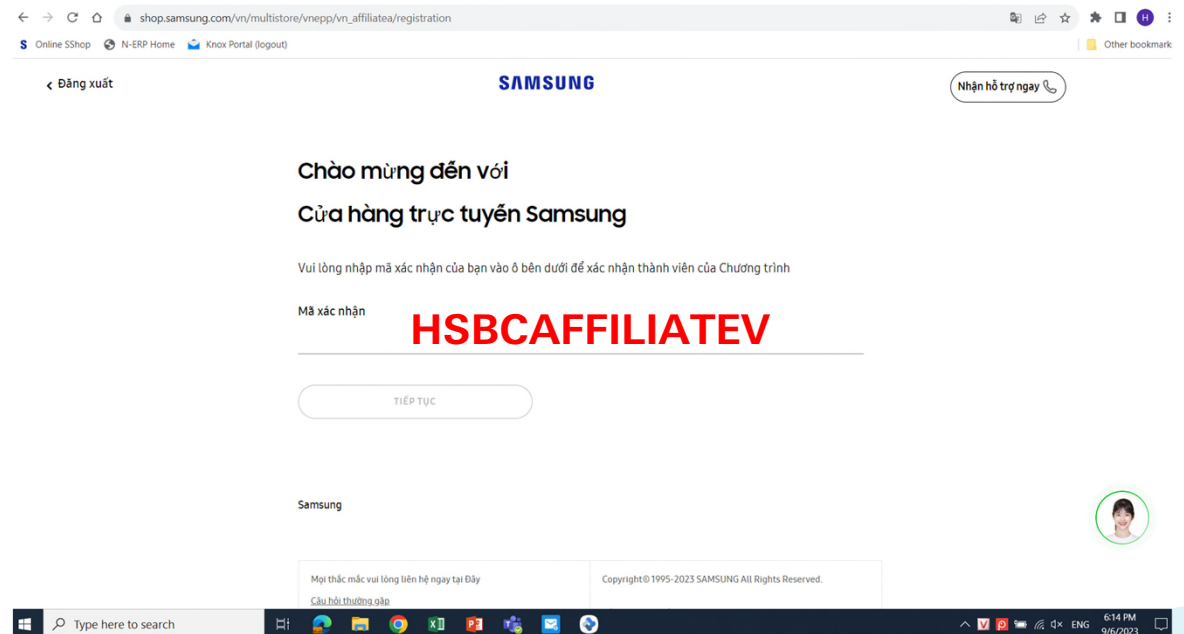 shop.samsung.com/vn/multistore/vnepp/vn_affiliatea/registration
H
S Online SShop N-ERP Home Knox Portal (logout) Other bookmark
Đăng xuất SAMSUNG Nhận hỗ trợ ngay
Chào mừng đến với
Cửa hàng trực tuyến Samsung
Vui lòng nhập mã xác nhận của bạn vào ô bên dưới để xác nhận thành viên của Chương trình
Mã xác nhận
HSBCAFFILIATEV
TIẾP TỤC
Samsung
Mọi thắc mắc vui lòng liên hệ ngay tại Đây
Câu hỏi thường gặp
Copyright© 1995-2023 SAMSUNG All Rights Reserved.
Type here to search
ENG
6:14 PM
9/6/2023